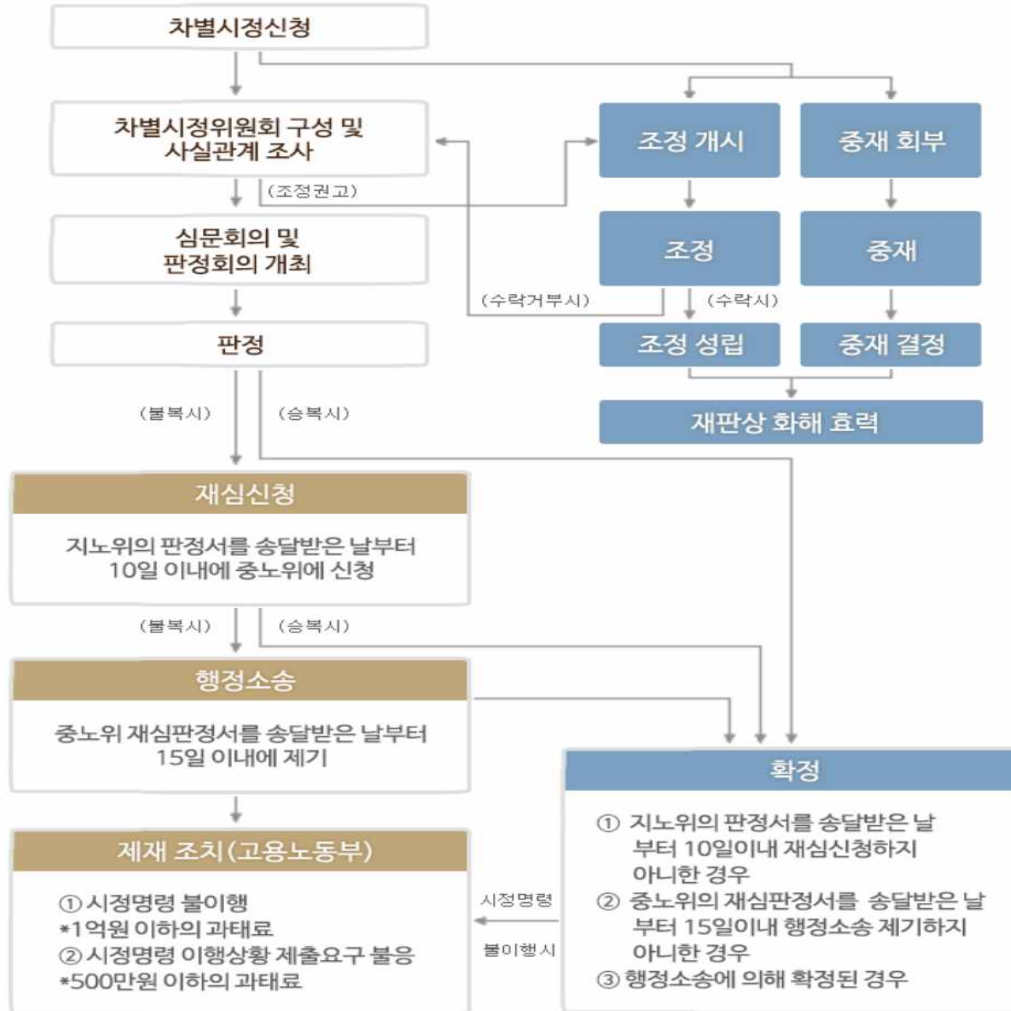 차별시정신청
차별시정위원회 구성 및
사실관계 조사
조정 개시
중재 회부
(조정권고)
심문회의 및
판정회의 개최
조정
중재
(수락거부시)
(수락시)
판정
조정 성립
중재 결정
재판상 화해 효력
(불복시)
(승복시)
재심신청
지노위의 판정서를 송달받은 날부터
10일 이내에 중노위에 신청
(불복시)
(승복시)
행정소송
중노위 재심판정서를 송달받은 날부터
15일 이내에 제기
확정
① 지노위의 판정서를 송달받은 날
부터 10일이내 재심신청하지
아니한 경우
② 중노위의 재심판정서를 송달받은 날
부터 15일이내 행정소송 제기하지
아니한 경우
③ 행정소송에 의해 확정된 경우
시정명령
불이행시
제재 조치(고용노동부)
① 시정명령 불이행
*1억원 이하의 과태료
② 시정명령 이행상황 제출요구 불응
*500만원 이하의 과태료